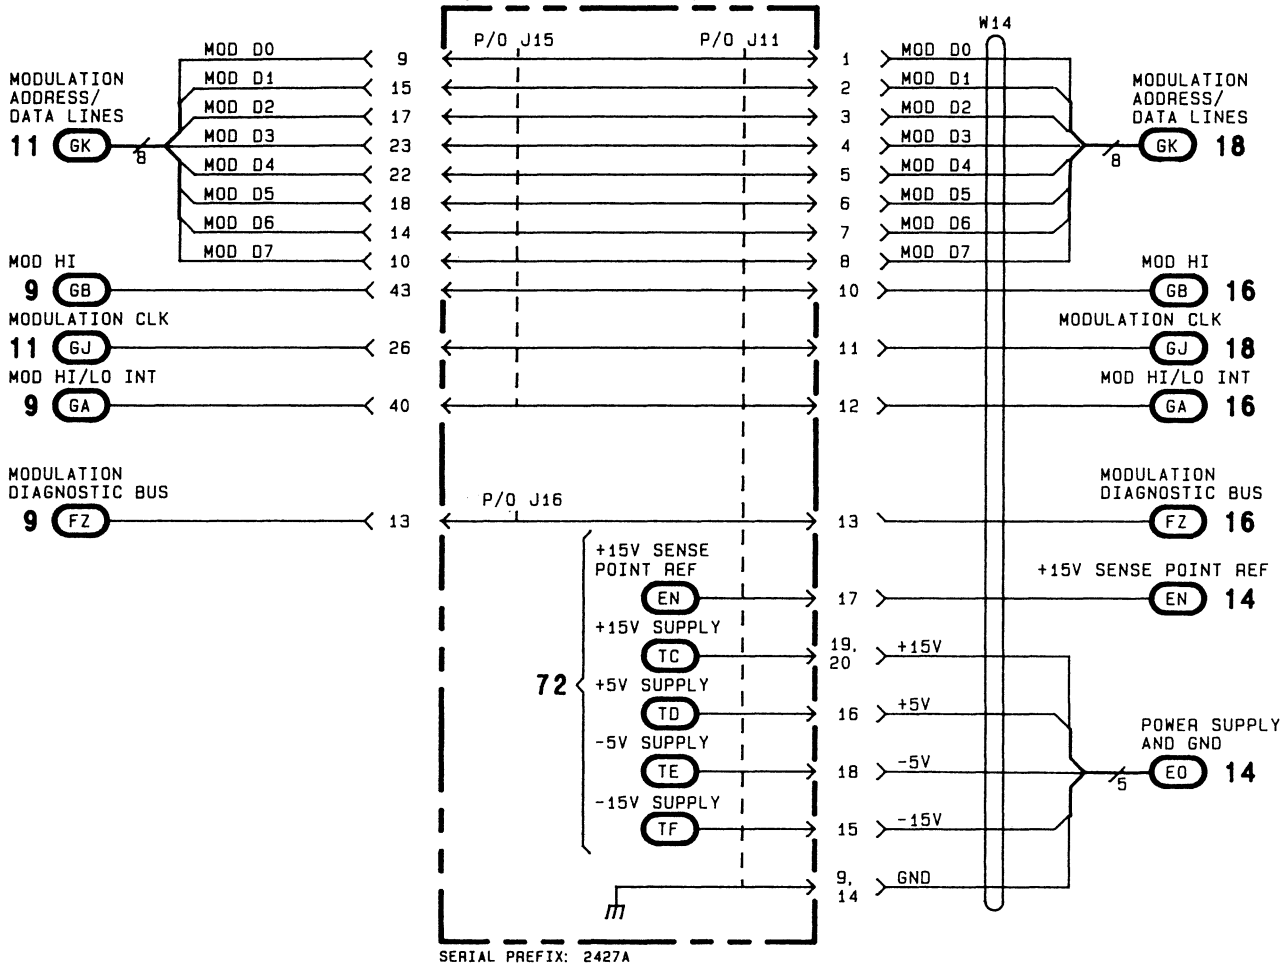 W14
P/O J15
P/O J11
MOD D0
9
1
MOD D0
MODULATION
ADDRESS/
DATA LINES
11 GK
8
MOD D1
15
2
MOD D1
MOD D2
17
3
MOD D2
MOD D3
23
4
MOD D3
MOD D4
22
5
MOD D4
MOD D5
18
6
MOD D5
MOD D6
14
7
MOD D6
MOD D7
10
8
MOD D7
MODULATION
ADDRESS/
DATA LINES
8
GK 18
MOD HI
9 GB
43
10
MOD HI
GB 16
MODULATION CLK
11 GJ
26
11
MODULATION CLK
GJ 18
MOD HI/LO INT
9 GA
40
12
MOD HI/LO INT
GA 16
MODULATION
DIAGNOSTIC BUS
9 FZ
13
P/O J16
13
MODULATION
DIAGNOSTIC BUS
FZ 16
72
+15V SENSE
POINT REF
EN
17
+15V SENSE POINT REF
EN 14
+15V SUPPLY
TC
19,
20
+15V
+5V SUPPLY
TD
16
+5V
-5V SUPPLY
TE
18
-5V
-15V SUPPLY
TF
15
-15V
9,
14
GND
POWER SUPPLY
AND GND
5
EO 14
SERIAL PREFIX: 2427A